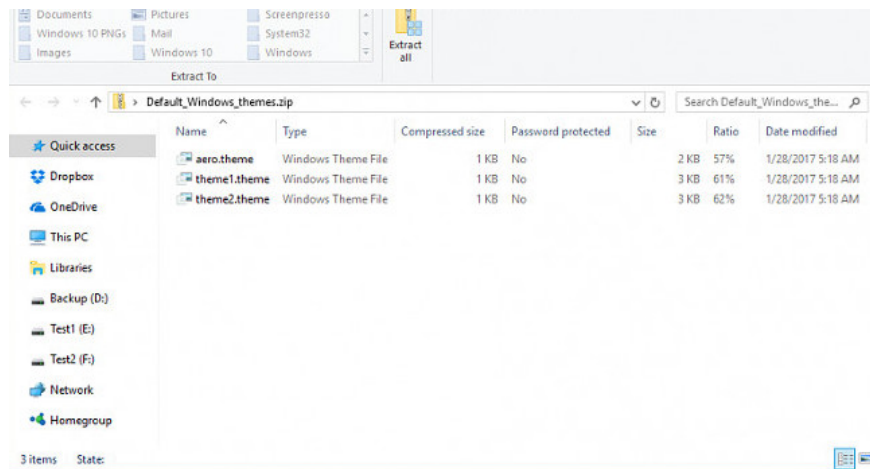 Documents Pictures Screenpresso
Windows 10 PNGs Mail System32
Images Windows 10 Windows
Extract all
Extract To
Default_Windows_themes.zip Search Default_Windows_the...
Name Type Compressed size Password protected Size Ratio Date modified
Quick access
aero.theme Windows Theme File 1 KB No 2 KB 57% 1/28/2017 5:18 AM
Dropbox
theme1.theme Windows Theme File 1 KB No 3 KB 61% 1/28/2017 5:18 AM
theme2.theme Windows Theme File 1 KB No 3 KB 62% 1/28/2017 5:18 AM
OneDrive
This PC
Libraries
Backup (D:)
Test1 (E:)
Test2 (F:)
Network
Homegroup
3 items State: